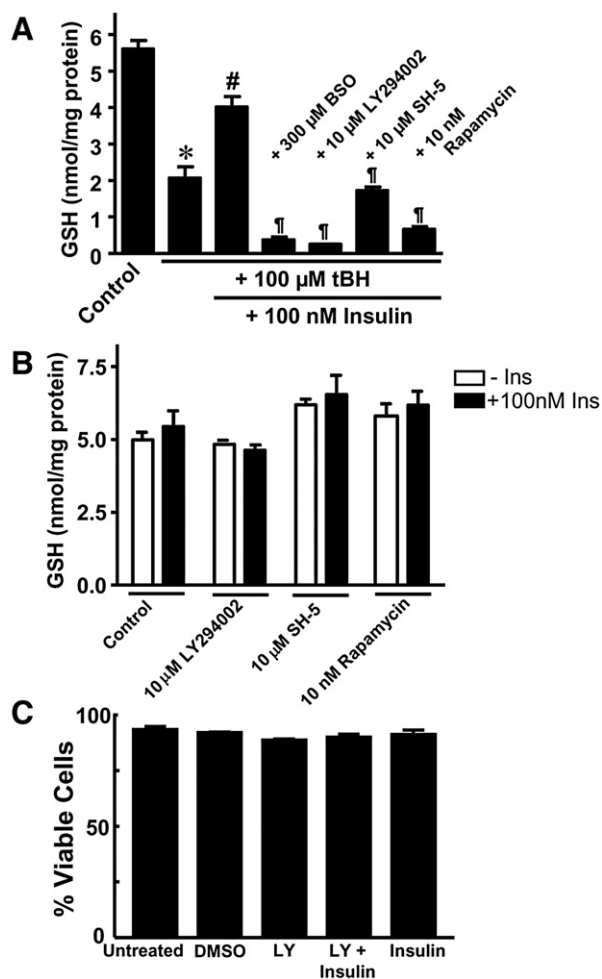 A
GSH (nmol/mg protein)
6
5
4
3
2
1
0
*
#
¶
¶
¶
¶
+ 300 µM BSO
+ 10 µM LY294002
+ 10 µM SH-5
+ 10 nM
Rapamycin
Control
+ 100 µM tBH
+ 100 nM Insulin
B
GSH (nmol/mg protein)
7.5
5.0
2.5
0.0
- Ins
+100nM Ins
Control
10 µM LY294002
10 µM SH-5
10 nM Rapamycin
C
% Viable Cells
100
50
0
Untreated
DMSO
LY
LY +
Insulin
Insulin